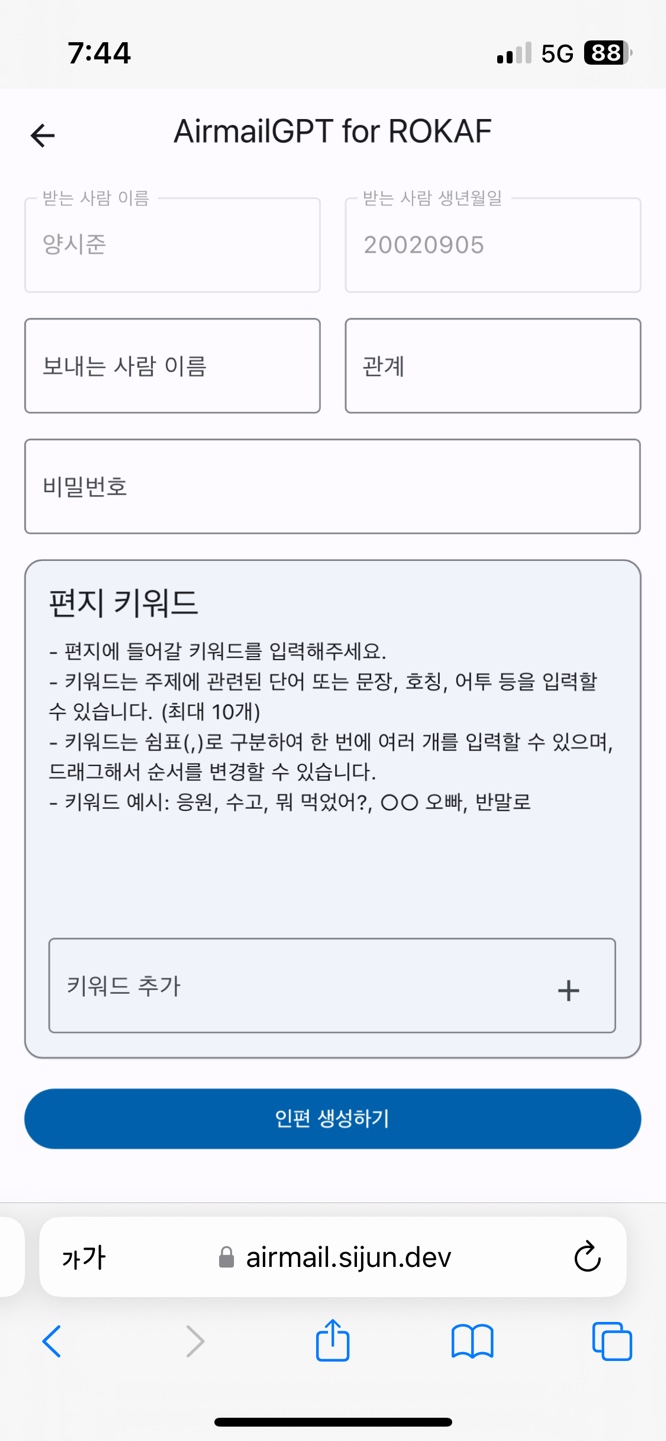 7:44
5G 88
AirmailGPT for ROKAF
받는 사람 이름
양시준
받는 사람 생년월일
20020905
보내는 사람 이름
관계
비밀번호
편지 키워드
- 편지에 들어갈 키워드를 입력해주세요.
- 키워드는 주제에 관련된 단어 또는 문장, 호칭, 어투 등을 입력할
수 있습니다. (최대 10개)
- 키워드는 쉼표(,)로 구분하여 한 번에 여러 개를 입력할 수 있으며,
드래그해서 순서를 변경할 수 있습니다.
- 키워드 예시: 응원, 수고, 뭐 먹었어?, ○○ 오빠, 반말로
키워드 추가
인편 생성하기
가가
airmail.sijun.dev